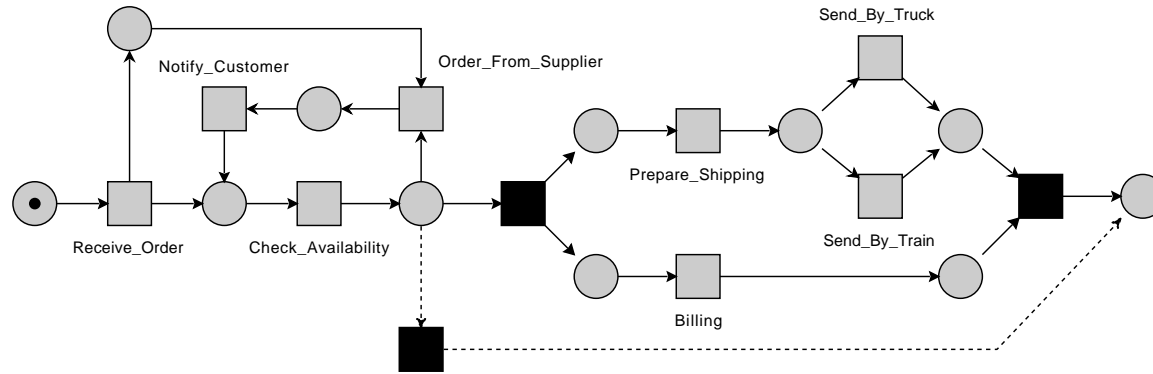 Send_By_Truck
Notify_Customer
Order_From_Supplier
Prepare_Shipping
Receive_Order
Check_Availability
Send_By_Train
Billing